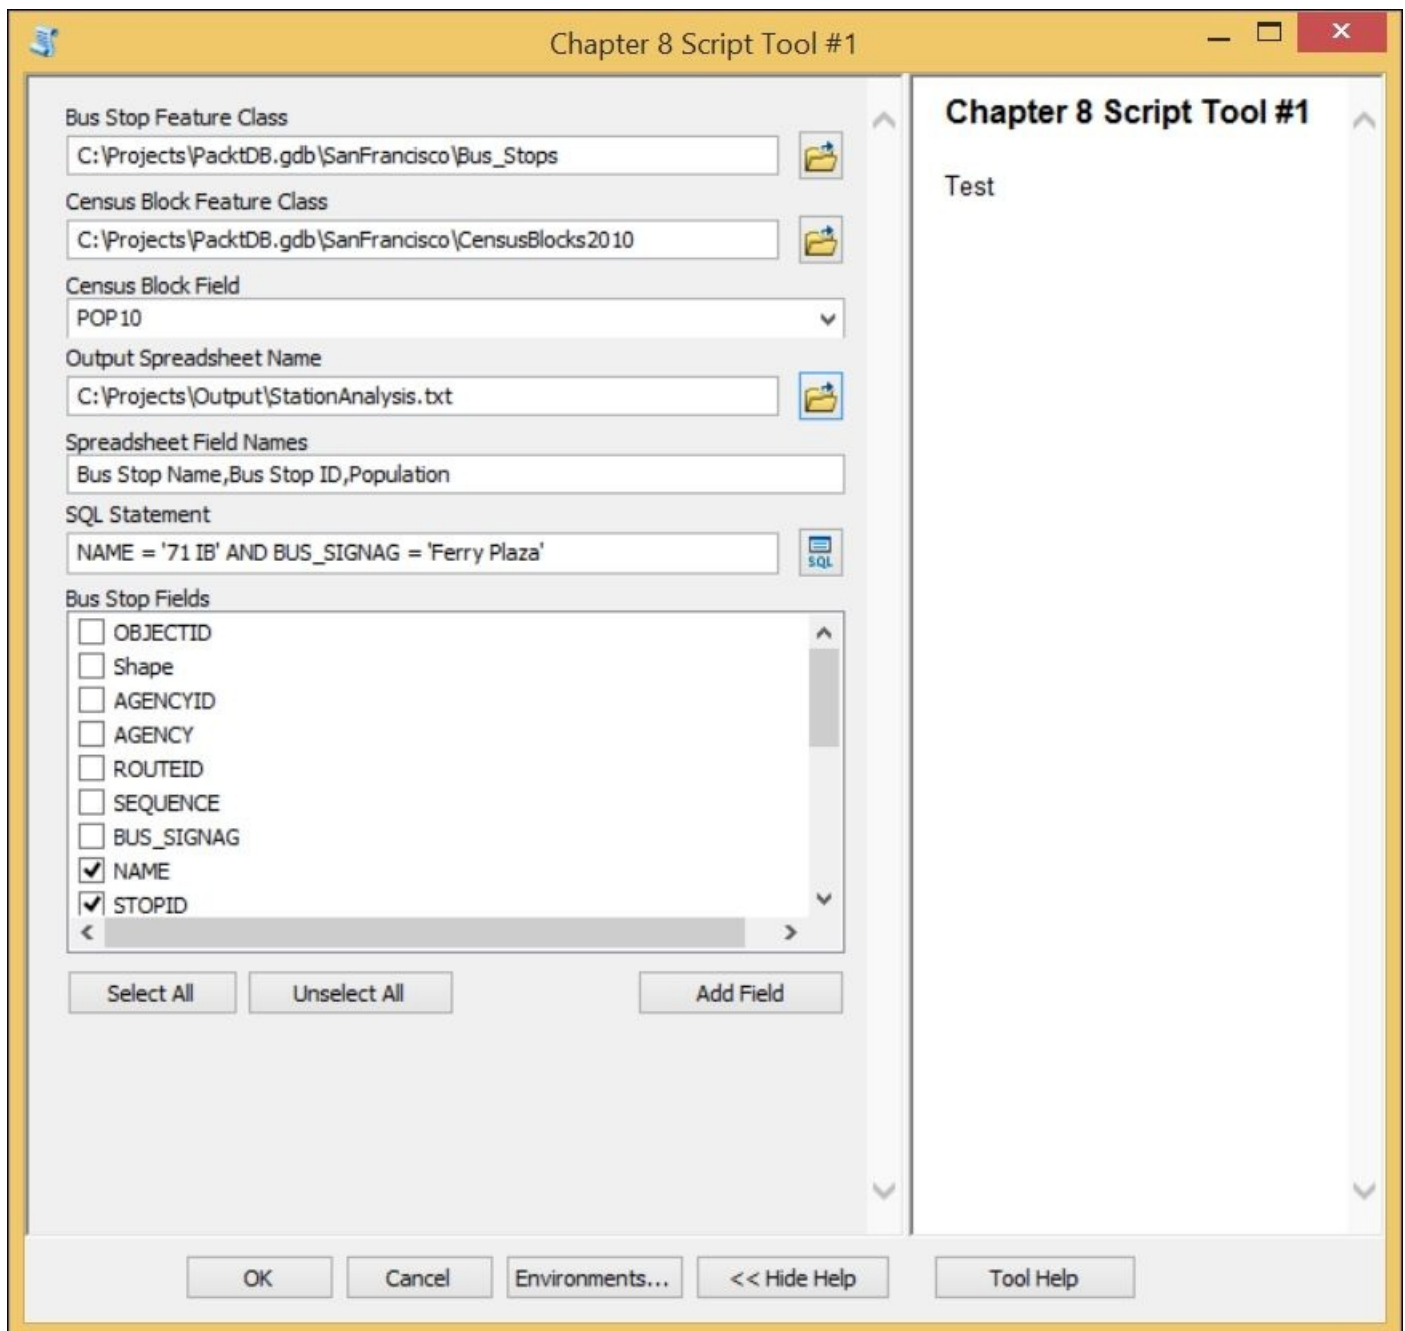 Chapter 8 Script Tool #1
Bus Stop Feature Class
C:\Projects\PacktDB.gdb\SanFrancisco\Bus_Stops
Census Block Feature Class
C:\Projects\PacktDB.gdb\SanFrancisco\CensusBlocks2010
Census Block Field
POP10
Output Spreadsheet Name
C:\Projects\Output\StationAnalysis.txt
Spreadsheet Field Names
Bus Stop Name,Bus Stop ID,Population
SQL Statement
NAME = '71 IB' AND BUS_SIGNAG = 'Ferry Plaza'
SQL
Bus Stop Fields
OBJECTID
Shape
AGENCYID
AGENCY
ROUTEID
SEQUENCE
BUS_SIGNAG
NAME
STOPID
Select All
Unselect All
Add Field
Chapter 8 Script Tool #1
Test
OK
Cancel
Environments...
<< Hide Help
Tool Help